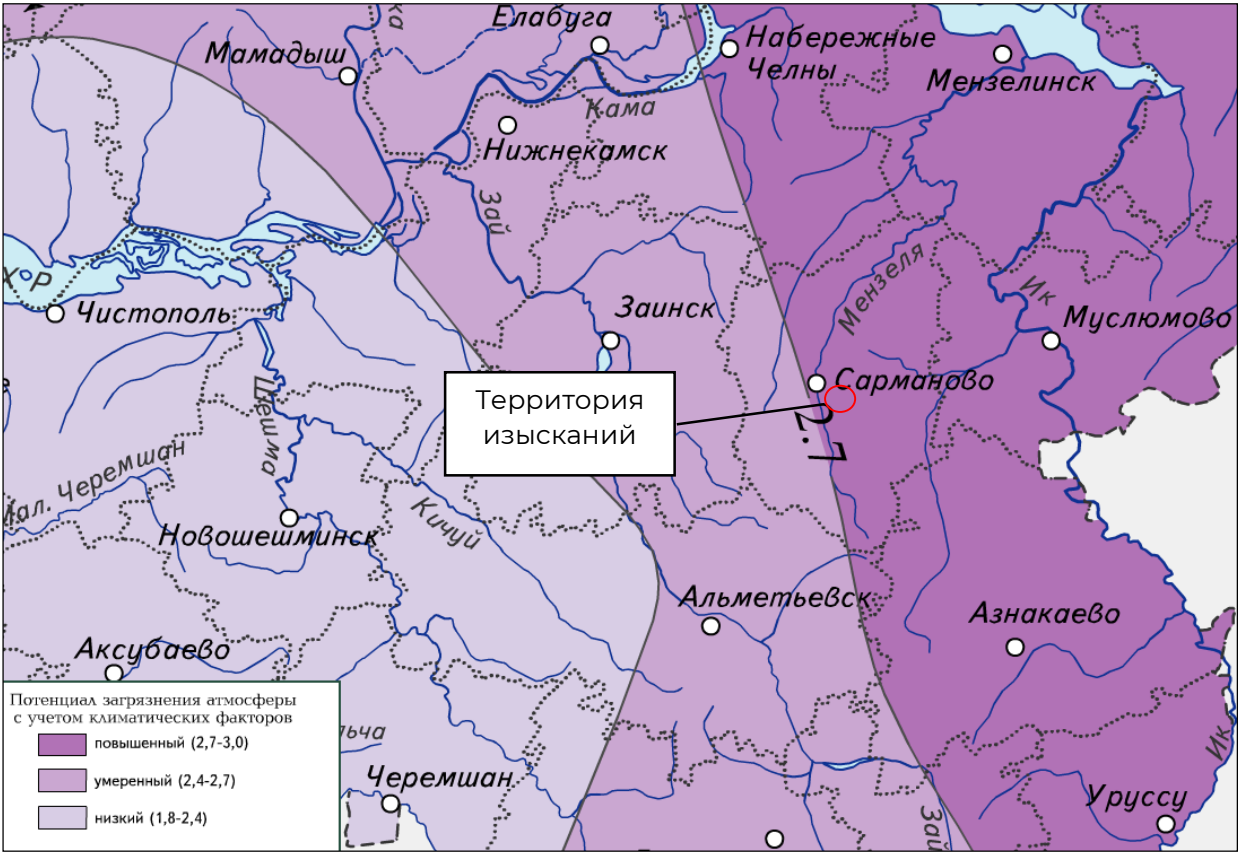 ка
Елабуга
Набережные
Челны
Мамадыш
Мензелинск
Кама
Нижнекамск
Зай
Мензеля
Х Р
Ик
Чистополь
Заинск
Муслюмово
Сарманово
Территория
изысканий
2.7
Шешма
Мал. Черемшан
Кичуй
Новошешминск
Альметьевск
Азнакаево
Аксубаево
Потенциал загрязнения атмосферы
с учетом климатических факторов
повышенный (2,7-3,0)
умеренный (2,4-2,7)
низкий (1,8-2,4)
льча
Ик
Черемшан
Уруссу
Зай